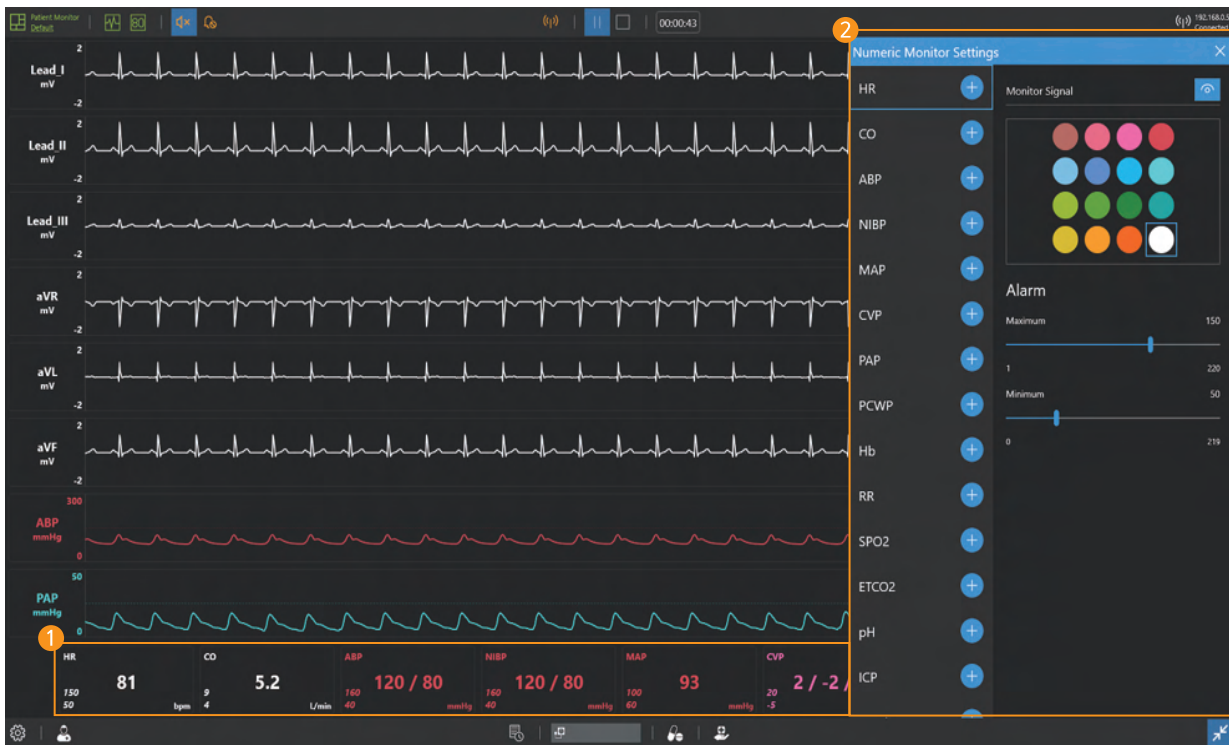 Patient Monitor
Default
80
00:00:43
192.168.0.5
Connected
2
Numeric Monitor Settings
2
Lead_I
mV
-2
2
Lead_II
mV
-2
2
Lead_III
mV
-2
2
aVR
mV
-2
2
aVL
mV
-2
2
aVF
mV
-2
300
ABP
mmHg
0
50
PAP
mmHg
0
HR
CO
ABP
NIBP
MAP
CVP
PAP
PCWP
Hb
RR
SPO2
ETCO2
pH
ICP
Monitor Signal
Alarm
Maximum 150
1 220
Minimum 50
0 219
1
HR
81
150
50
bpm
CO
5.2
9
4
L/min
ABP
120 / 80
160
40
mmHg
NIBP
120 / 80
160
40
mmHg
MAP
93
100
60
mmHg
CVP
2 / -2 /
20
-5